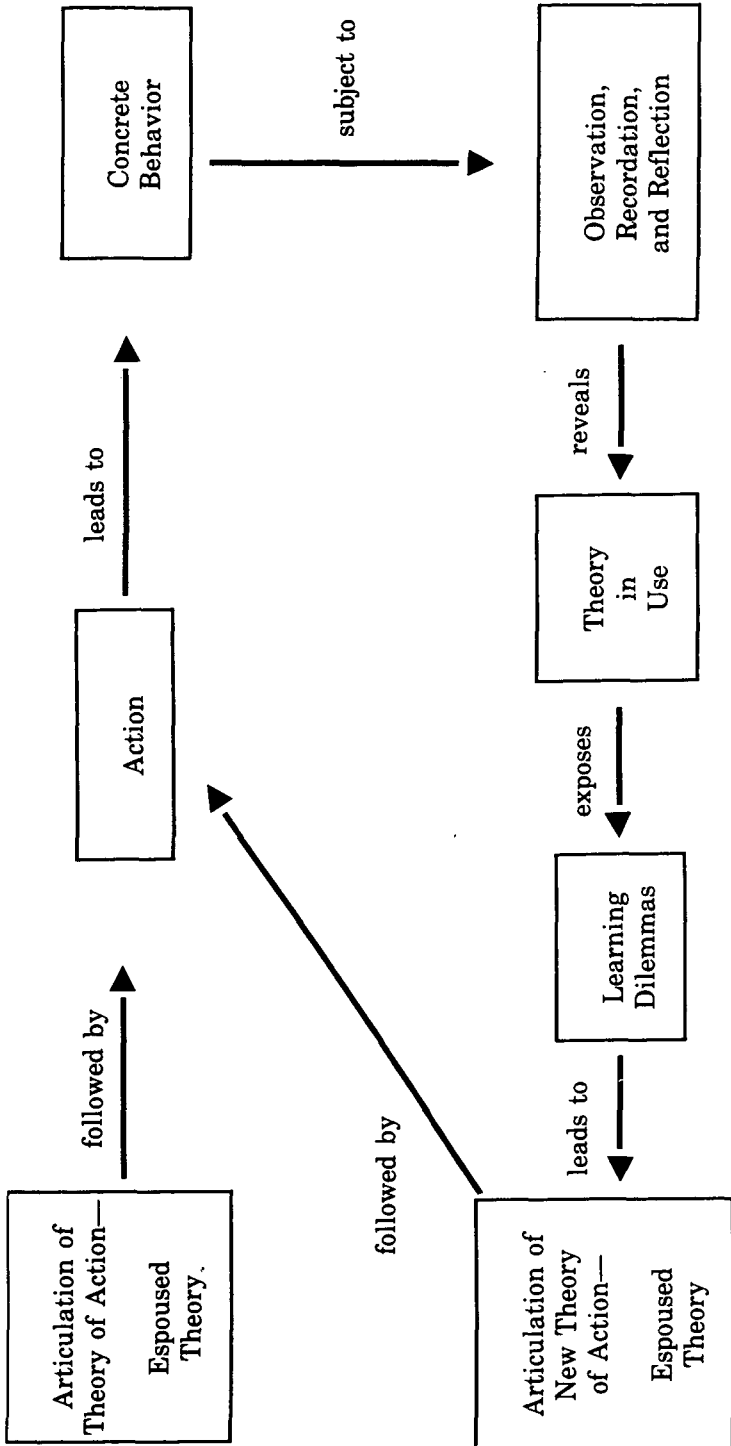 Articulation of
Theory of Action—
Espoused
Theory.
followed by
Action
leads to
Concrete
Behavior
subject to
Observation,
Recordation,
and Reflection
reveals
Theory
in
Use
exposes
Learning
Dilemmas
leads to
Articulation of
New Theory
of Action—
Espoused
Theory
followed by